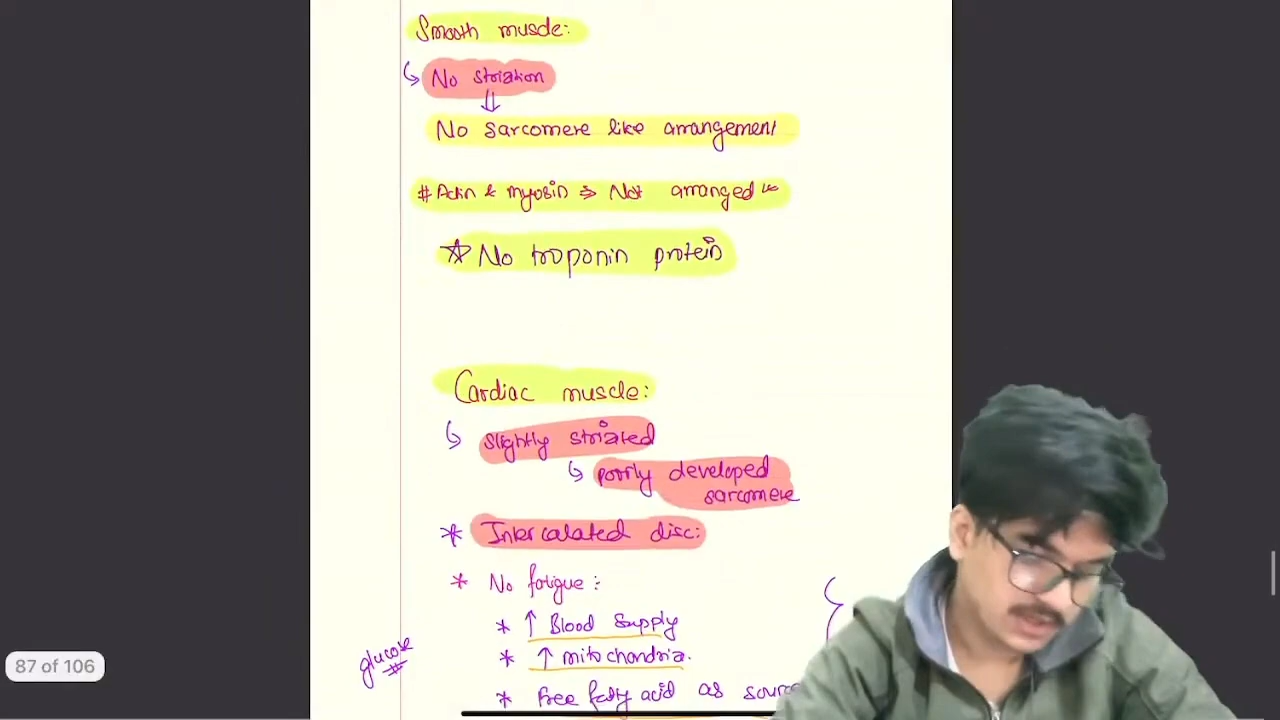 Smooth muscle:
↳ No striation
⇓
No sarcomere like arrangement
# Actin & myosin ⇒ Not arranged
☆ No troponin protein
Cardiac muscle:
↳ slightly striated
↳ poorly developed
sarcomere
* Intercalated disc:
* No fatigue:
* ↑ Blood supply
* ↑ mitochondria.
glucose
#
* Free fatty acid as
87 of 106